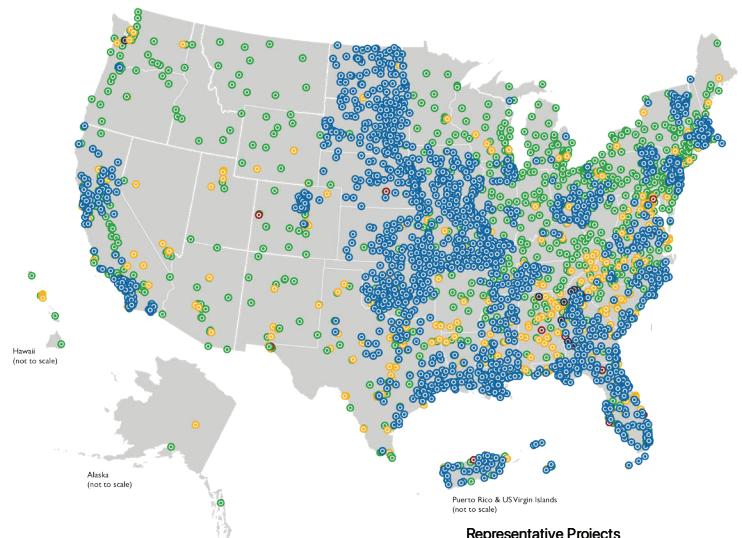 Hawaii
(not to scale)
Alaska
(not to scale)
Puerto Rico & US Virgin Islands
(not to scale)
Representative Projects